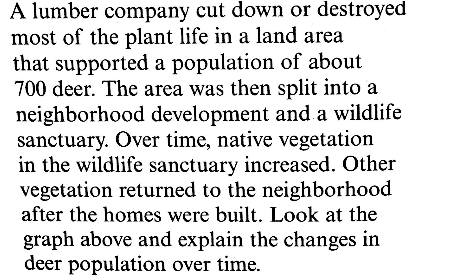 A lumber company cut down or destroyed
most of the plant life in a land area
that supported a population of about
700 deer. The area was then split into a
neighborhood development and a wildlife
sanctuary. Over time, native vegetation
in the wildlife sanctuary increased. Other
vegetation returned to the neighborhood
after the homes were built. Look at the
graph above and explain the changes in
deer population over time.